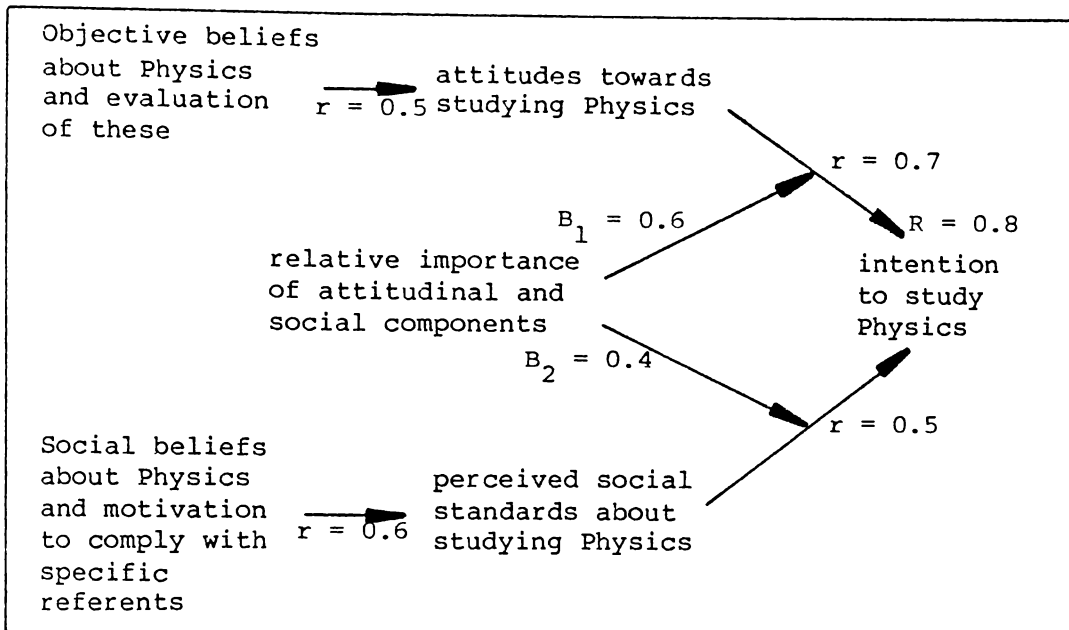 Objective beliefs
about Physics
and evaluation
of these
r = 0.5
attitudes towards
studying Physics
r = 0.7
B1 = 0.6
R = 0.8
relative importance
of attitudinal and
social components
intention
to study
Physics
B2 = 0.4
r = 0.5
Social beliefs
about Physics
and motivation
to comply with
specific
referents
r = 0.6
perceived social
standards about
studying Physics